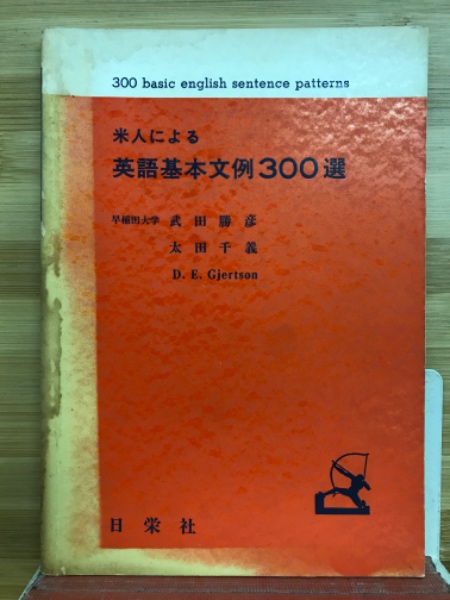 300 basic english sentence patterns
米人による
英語基本文例300選
早稲田大学 武田勝彦
太田千義
D. E. Gjertson
日栄社